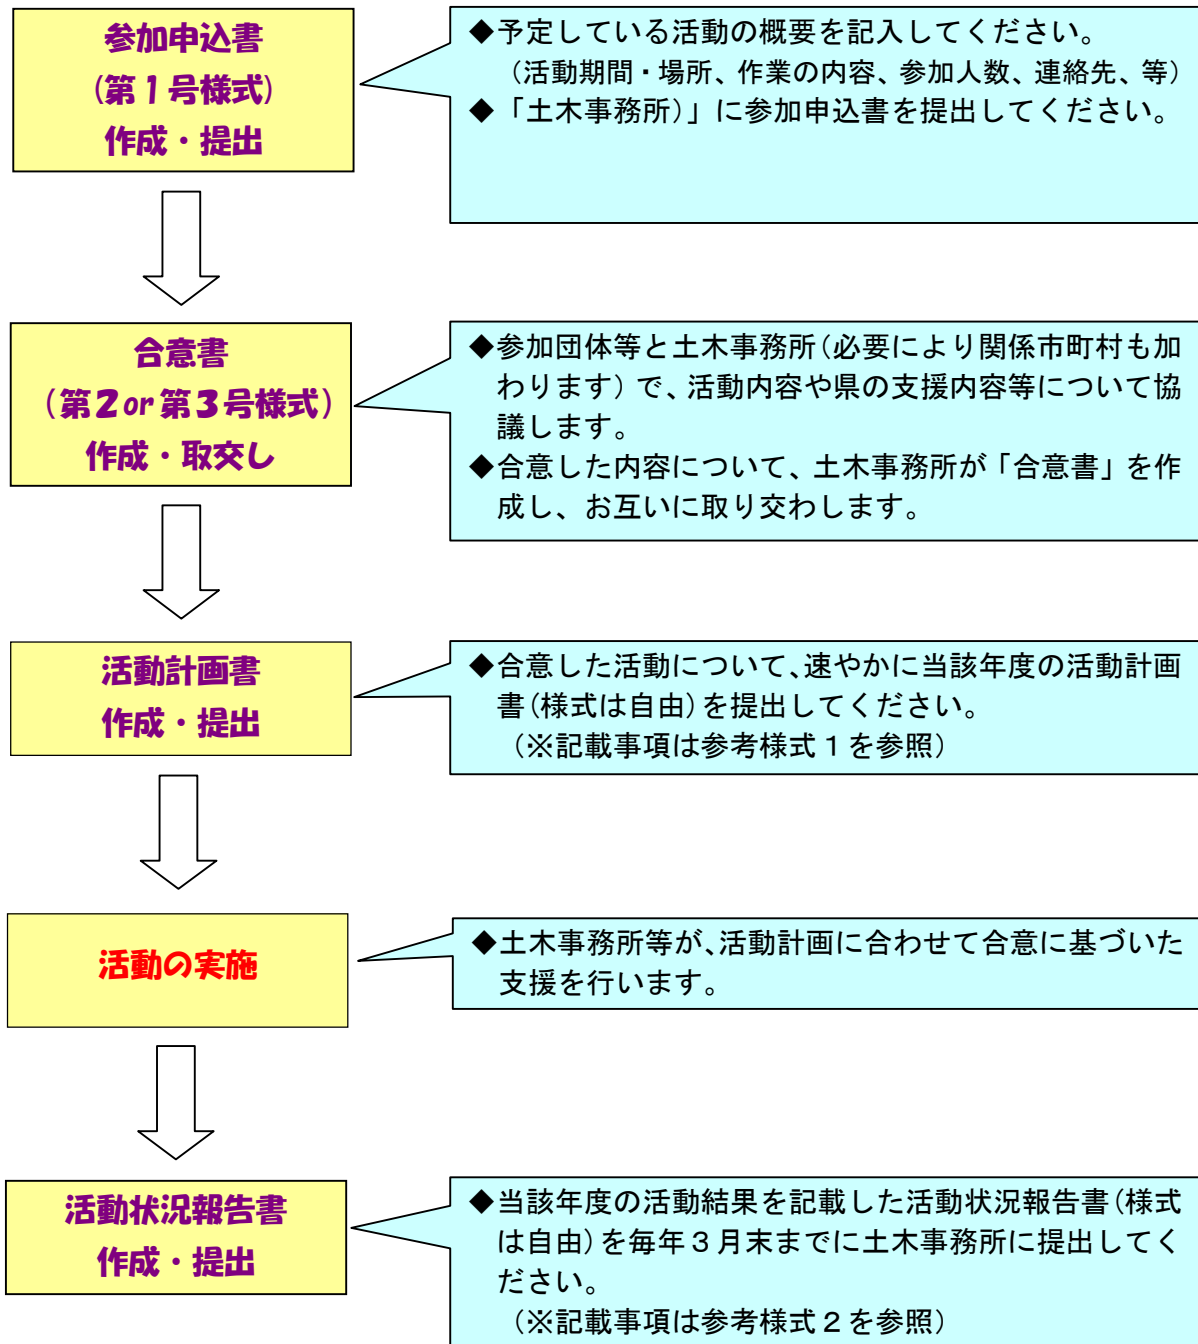 参加申込書
(第１号様式)
作成・提出
◆予定している活動の概要を記入してください。
（活動期間・場所、作業の内容、参加人数、連絡先、等）
◆「土木事務所）」に参加申込書を提出してください。
合意書
（第２or 第３号様式）
作成・取交し
◆参加団体等と土木事務所（必要により関係市町村も加
わります）で、活動内容や県の支援内容等について協
議します。
◆合意した内容について、土木事務所が「合意書」を作
成し、お互いに取り交わします。
活動計画書
作成・提出
◆合意した活動について、速やかに当該年度の活動計画
書（様式は自由）を提出してください。
（※記載事項は参考様式１を参照）
活動の実施
◆土木事務所等が、活動計画に合わせて合意に基づいた
支援を行います。
活動状況報告書
作成・提出
◆当該年度の活動結果を記載した活動状況報告書（様式
は自由）を毎年３月末までに土木事務所に提出してく
ださい。
（※記載事項は参考様式２を参照）